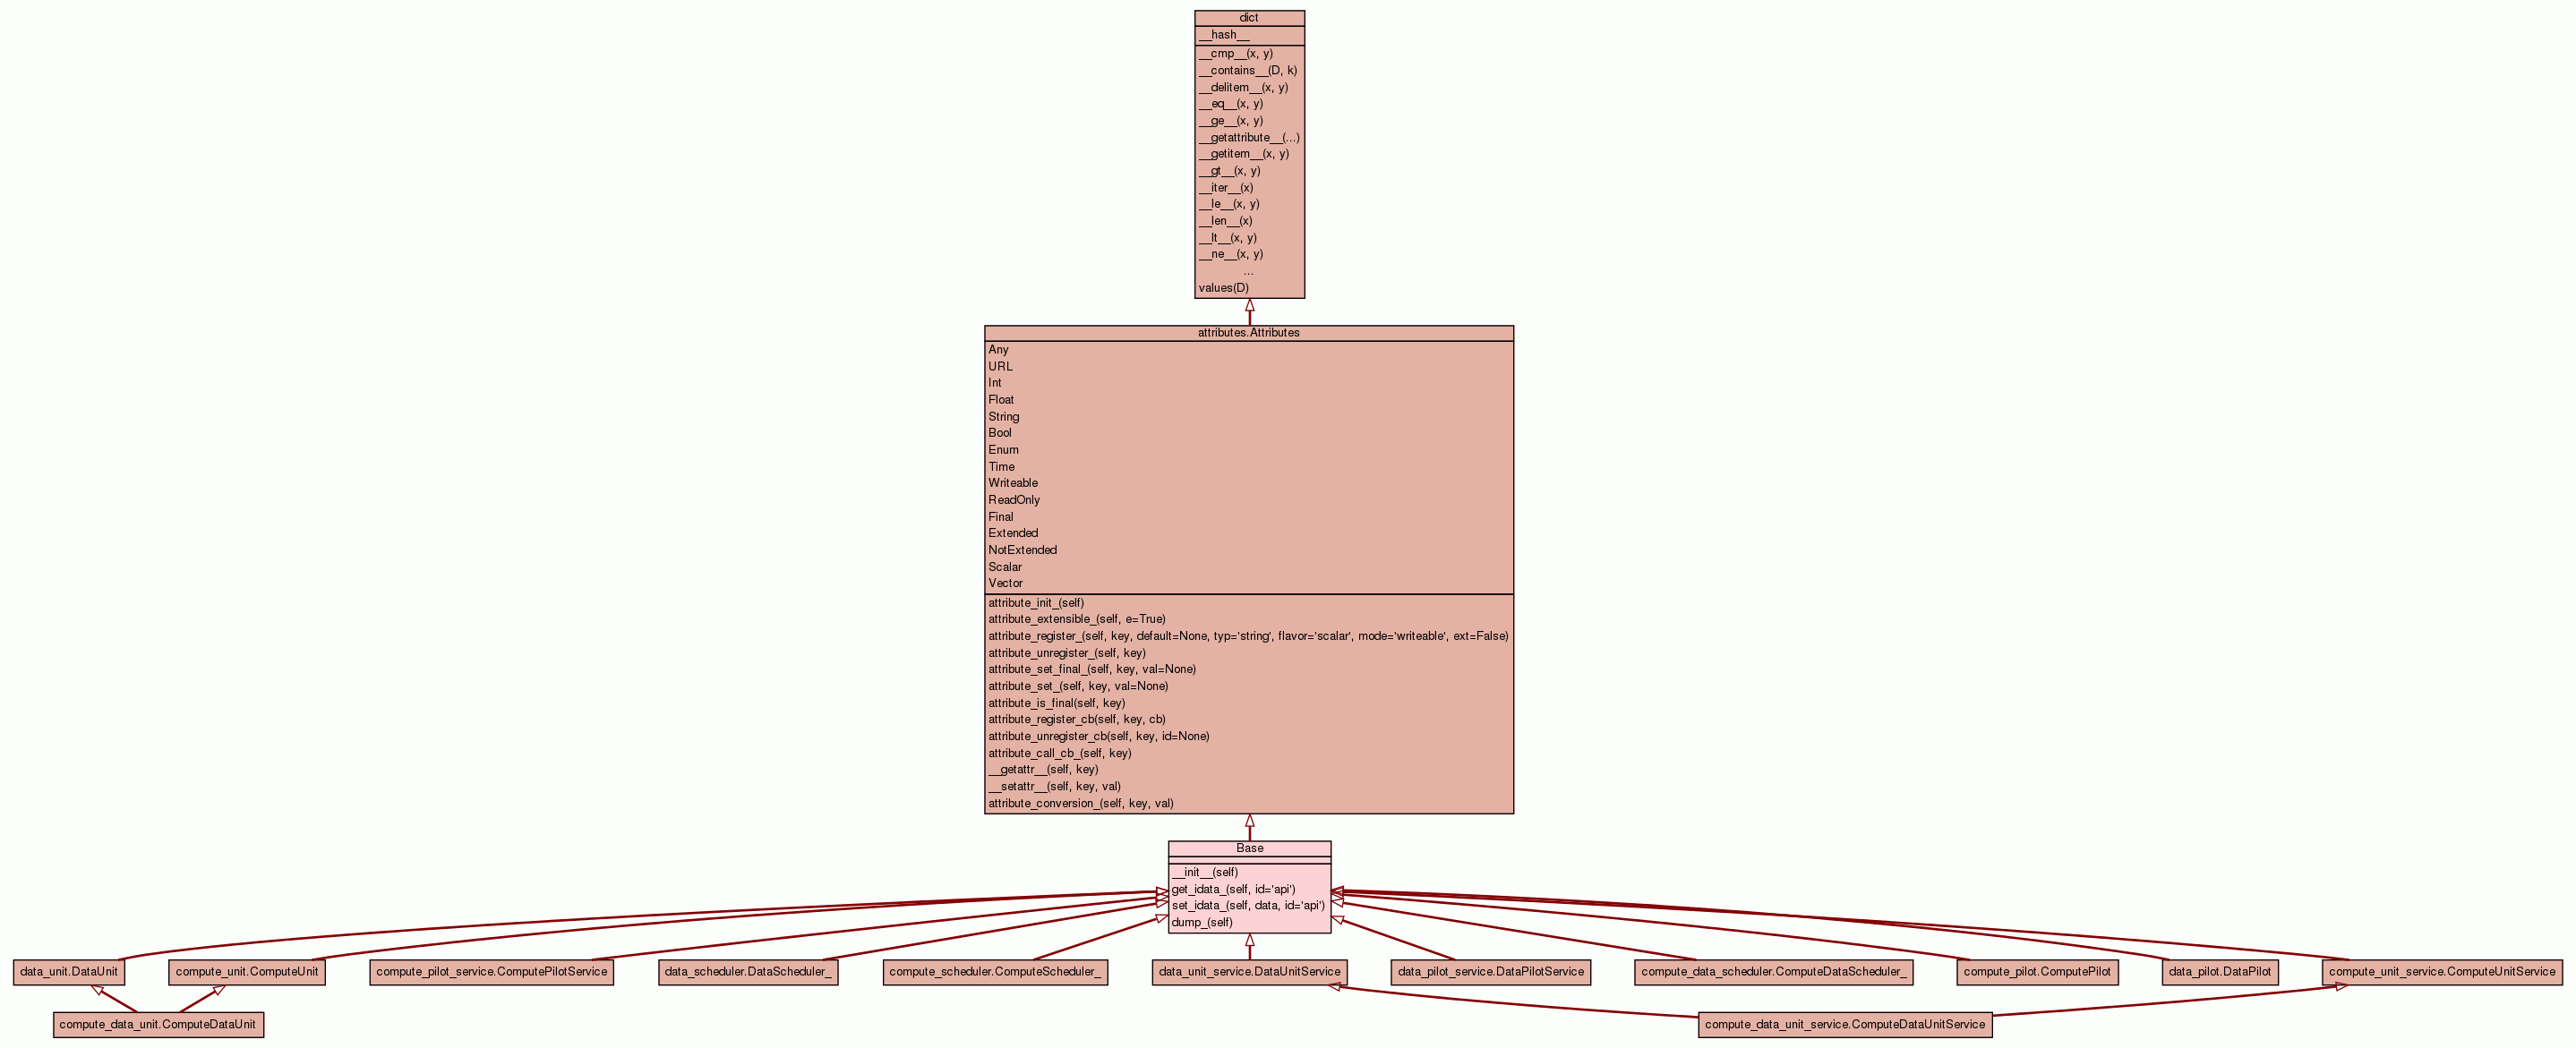 dict
__hash__
__cmp__(x, y)
__contains__(D, k)
__delitem__(x, y)
__eq__(x, y)
__ge__(x, y)
__getattribute__(...)
__getitem__(x, y)
__gt__(x, y)
__iter__(x)
__le__(x, y)
__len__(x)
__lt__(x, y)
__ne__(x, y)
...
values(D)
attributes.Attributes
Any
URL
Int
Float
String
Bool
Enum
Time
Writeable
ReadOnly
Final
Extended
NotExtended
Scalar
Vector
attribute_init_(self)
attribute_extensible_(self, e=True)
attribute_register_(self, key, default=None, typ='string', flavor='scalar', mode='writeable', ext=False)
attribute_unregister_(self, key)
attribute_set_final_(self, key, val=None)
attribute_set_(self, key, val=None)
attribute_is_final(self, key)
attribute_register_cb(self, key, cb)
attribute_unregister_cb(self, key, id=None)
attribute_call_cb_(self, key)
__getattr__(self, key)
__setattr__(self, key, val)
attribute_conversion_(self, key, val)
Base
__init__(self)
get_idata_(self, id='api')
set_idata_(self, data, id='api')
dump_(self)
data_unit.DataUnit
compute_unit.ComputeUnit
compute_pilot_service.ComputePilotService
data_scheduler.DataScheduler_
compute_scheduler.ComputeScheduler_
data_unit_service.DataUnitService
data_pilot_service.DataPilotService
compute_data_scheduler.ComputeDataScheduler_
compute_pilot.ComputePilot
data_pilot.DataPilot
compute_unit_service.ComputeUnitService
compute_data_unit.ComputeDataUnit
compute_data_unit_service.ComputeDataUnitService